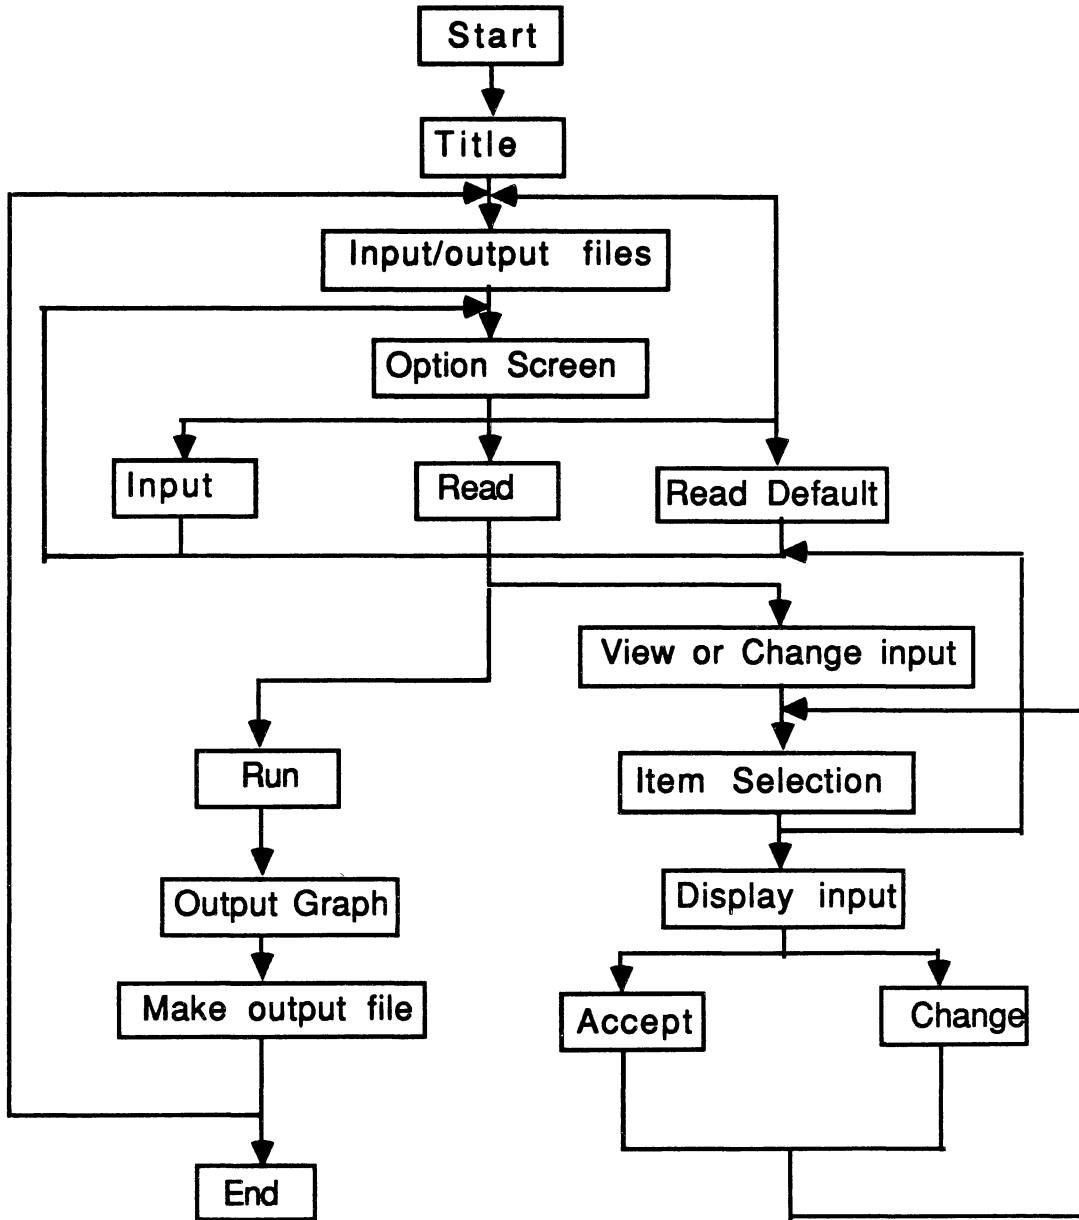 Start
Title
Input/output files
Option Screen
Input
Read
Read Default
View or Change input
Run
Item Selection
Output Graph
Display input
Make output file
Accept
Change
End